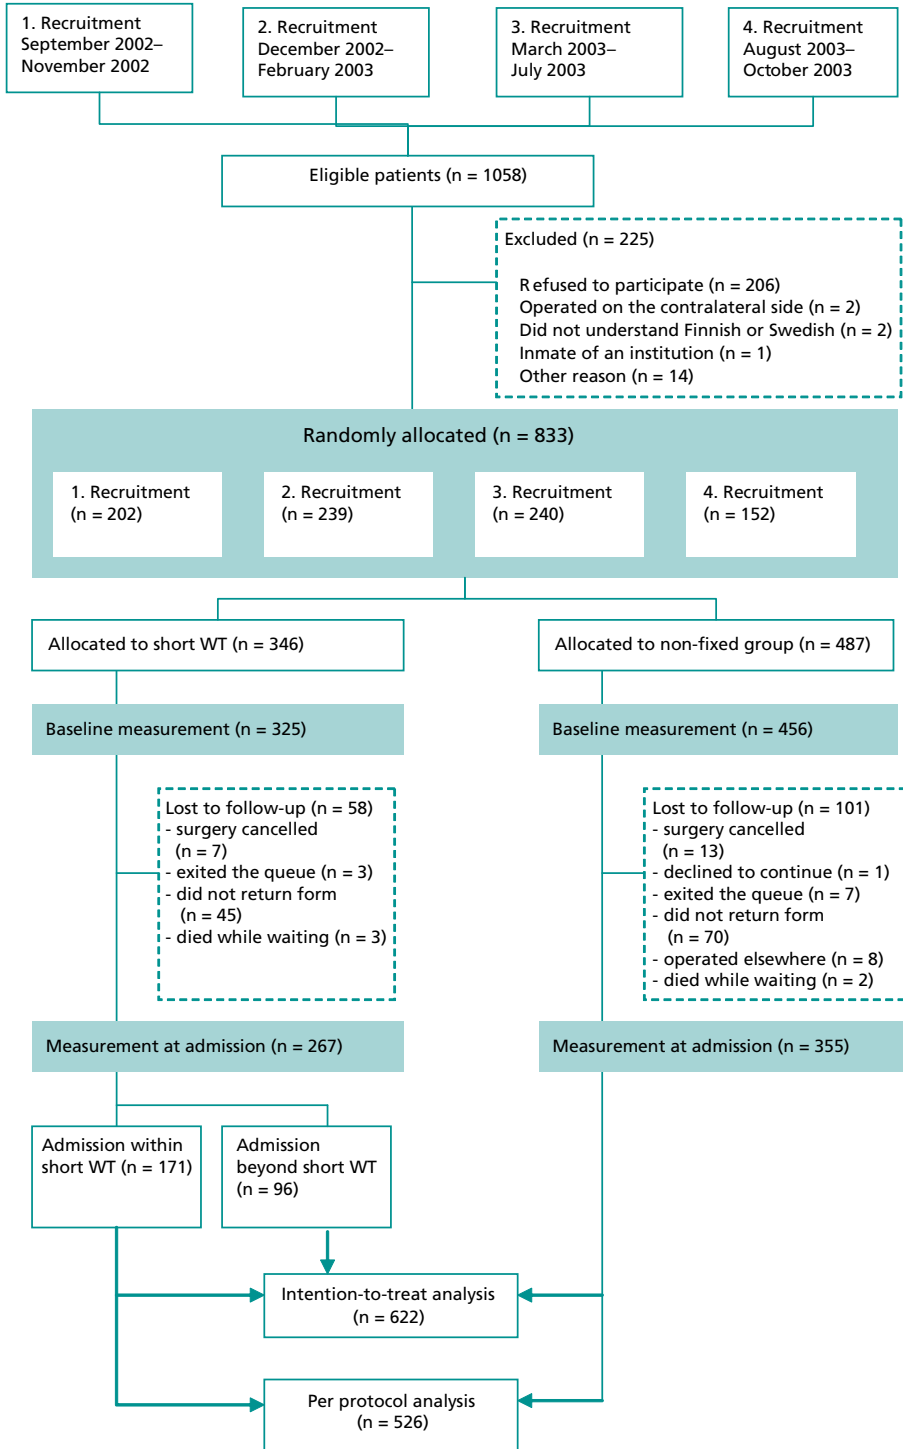 1. Recruitment
September 2002–
November 2002
2. Recruitment
December 2002–
February 2003
3. Recruitment
March 2003–
July 2003
4. Recruitment
August 2003–
October 2003
Eligible patients (n = 1058)
Excluded (n = 225)
Refused to participate (n = 206)
Operated on the contralateral side (n = 2)
Did not understand Finnish or Swedish (n = 2)
Inmate of an institution (n = 1)
Other reason (n = 14)
Randomly allocated (n = 833)
1. Recruitment
(n = 202)
2. Recruitment
(n = 239)
3. Recruitment
(n = 240)
4. Recruitment
(n = 152)
Allocated to short WT (n = 346)
Allocated to non-fixed group (n = 487)
Baseline measurement (n = 325)
Baseline measurement (n = 456)
Lost to follow-up (n = 58)
- surgery cancelled
(n = 7)
- exited the queue (n = 3)
- did not return form
(n = 45)
- died while waiting (n = 3)
Lost to follow-up (n = 101)
- surgery cancelled
(n = 13)
- declined to continue (n = 1)
- exited the queue (n = 7)
- did not return form
(n = 70)
- operated elsewhere (n = 8)
- died while waiting (n = 2)
Measurement at admission (n = 267)
Measurement at admission (n = 355)
Admission within
short WT (n = 171)
Admission
beyond short WT
(n = 96)
Intention-to-treat analysis
(n = 622)
Per protocol analysis
(n = 526)